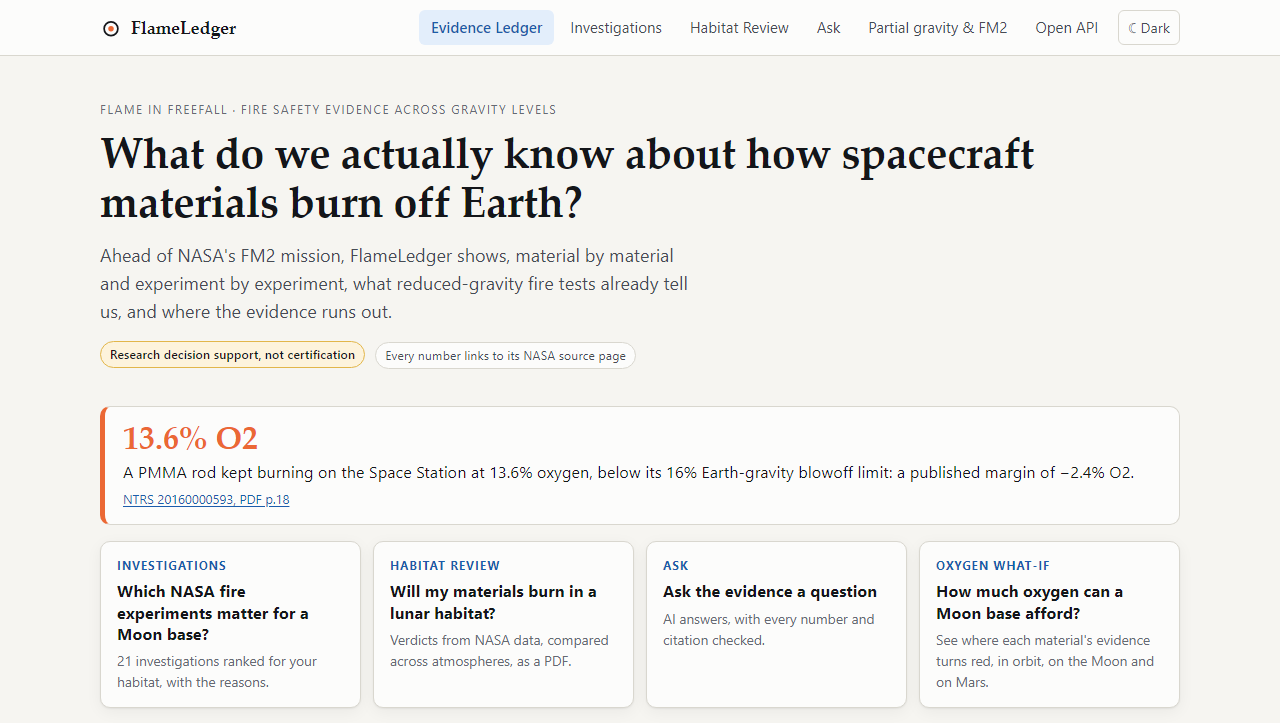 FlameLedger
Evidence Ledger
Investigations
Habitat Review
Ask
Partial gravity & FM2
Open API
☾ Dark
FLAME IN FREEFALL · FIRE SAFETY EVIDENCE ACROSS GRAVITY LEVELS
What do we actually know about how spacecraft
materials burn off Earth?
Ahead of NASA's FM2 mission, FlameLedger shows, material by material
and experiment by experiment, what reduced-gravity fire tests already tell
us, and where the evidence runs out.
Research decision support, not certification
Every number links to its NASA source page
13.6% O2
A PMMA rod kept burning on the Space Station at 13.6% oxygen, below its 16% Earth-gravity blowoff limit: a published margin of −2.4% O2.
NTRS 20160000593, PDF p.18
INVESTIGATIONS
Which NASA fire
experiments matter for a
Moon base?
21 investigations ranked for your
habitat, with the reasons.
HABITAT REVIEW
Will my materials burn in a
lunar habitat?
Verdicts from NASA data, compared
across atmospheres, as a PDF.
ASK
Ask the evidence a question
AI answers, with every number and
citation checked.
OXYGEN WHAT-IF
How much oxygen can a
Moon base afford?
See where each material's evidence
turns red, in orbit, on the Moon and
on Mars.